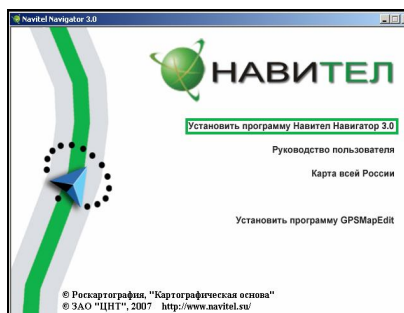 Navitel Navigator 3.0
НАВИТЕЛ
Установить программу Навител Навигатор 3.0
Руководство пользователя
Карта всей России
Установить программу GPSMapEdit
© Роскартография, "Картографическая основа"
© ЗАО "ЦНТ", 2007 http://www.navitel.su/